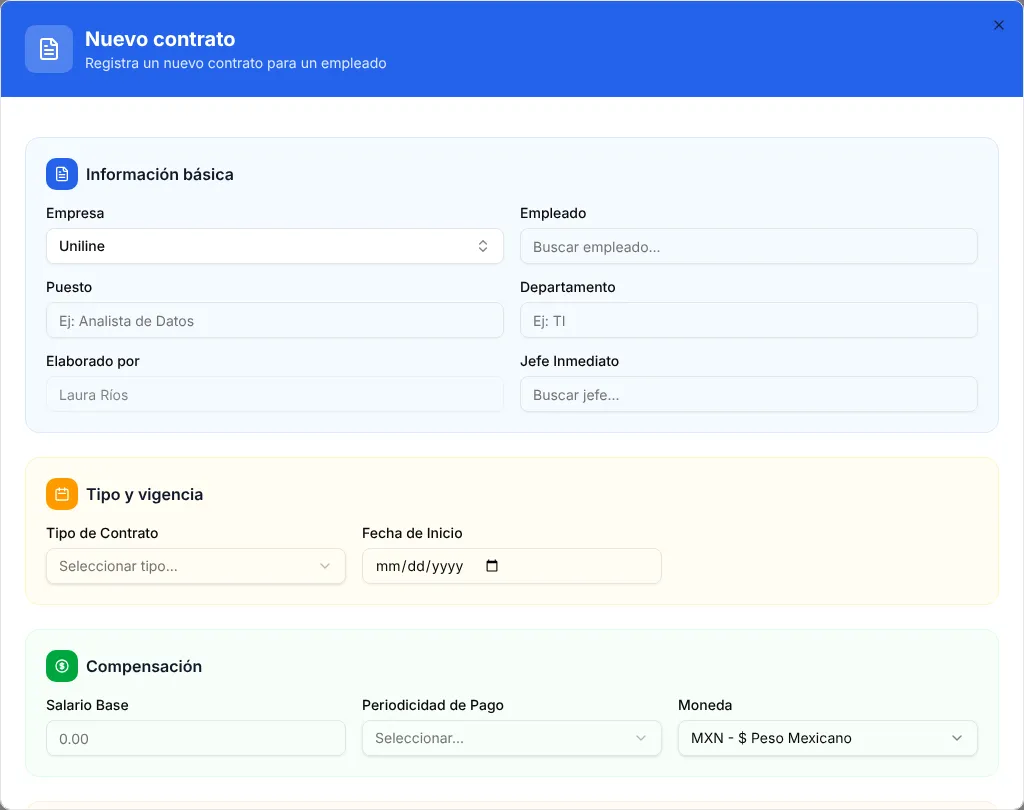 Nuevo contrato
Registra un nuevo contrato para un empleado
Información básica
Empresa
Empleado
Uniline
Buscar empleado...
Puesto
Departamento
Ej: Analista de Datos
Ej: TI
Elaborado por
Jefe Inmediato
Laura Ríos
Buscar jefe...
Tipo y vigencia
Tipo de Contrato
Fecha de Inicio
Seleccionar tipo...
mm/dd/yyyy
Compensación
Salario Base
Periodicidad de Pago
Moneda
0.00
Seleccionar...
MXN - $ Peso Mexicano